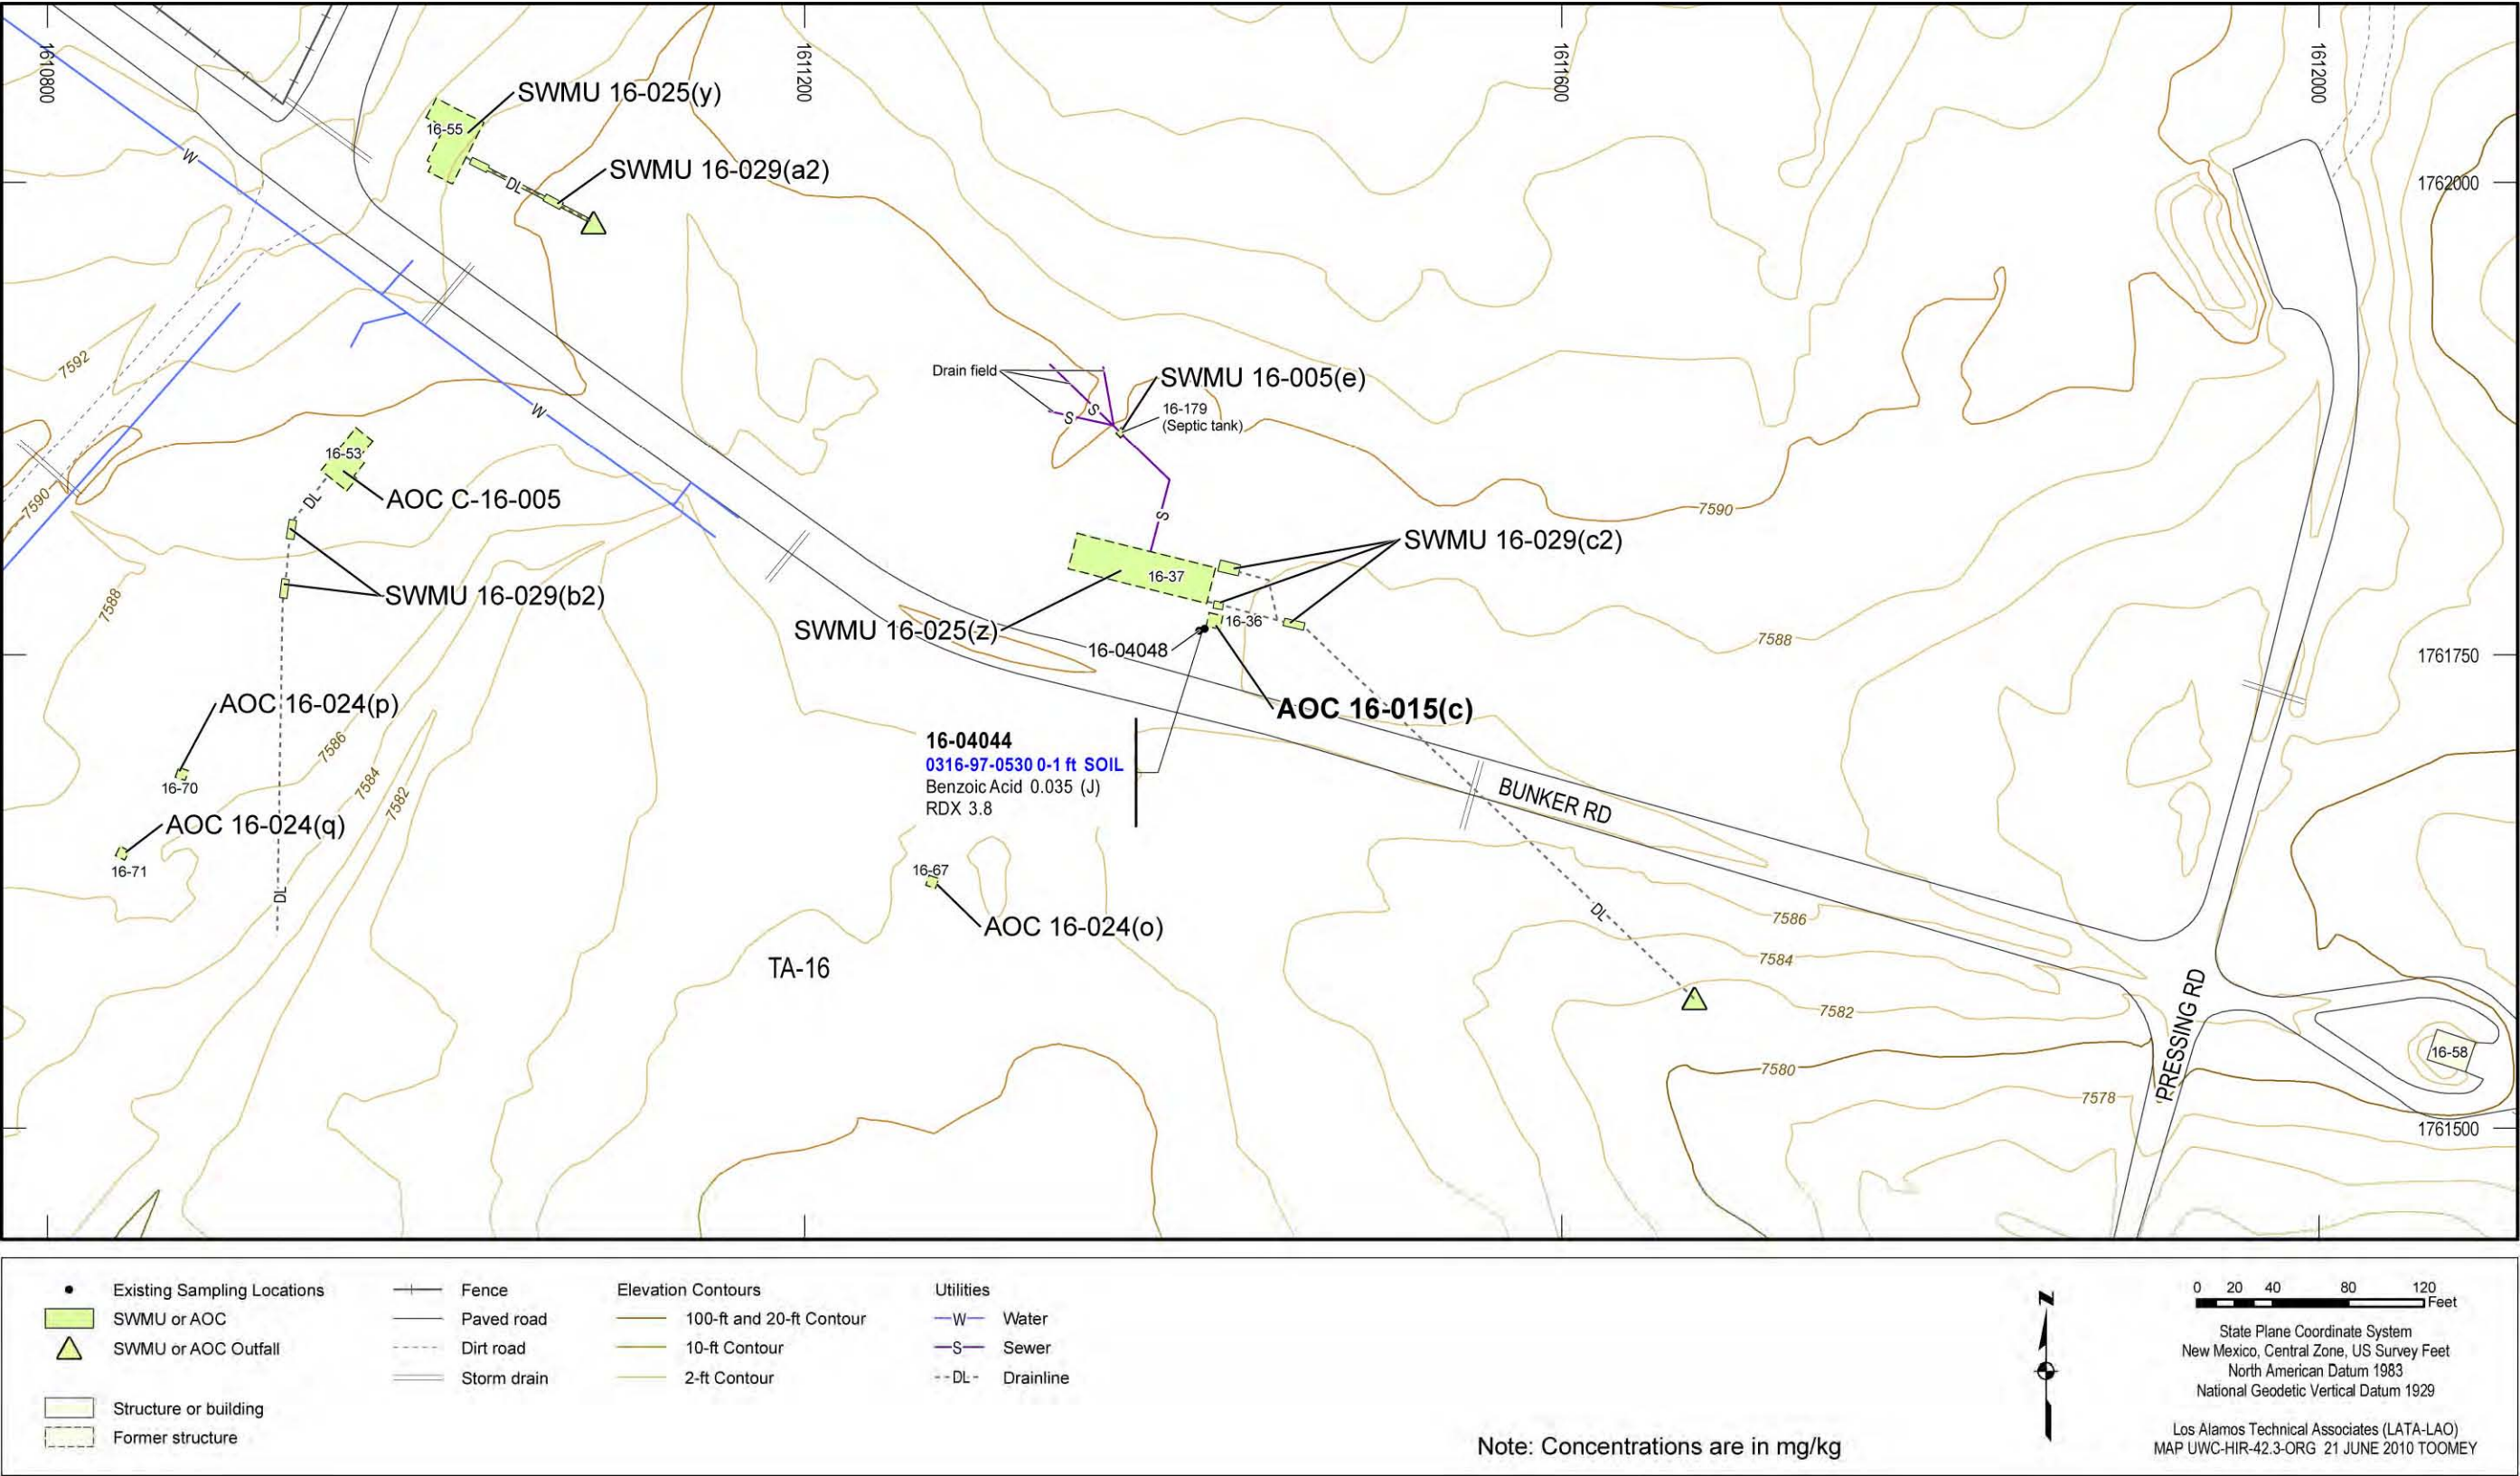 1610800
1611200
1611600
1612000
SWMU 16-025(y)
16-55
W
SWMU 16-029(a2)
DL
1762000
7592
Drain field
SWMU 16-005(e)
16-179
(Septic tank)
S
S
W
16-53
AOC C-16-005
7590
DL
7590
S
SWMU 16-029(c2)
16-37
7588
SWMU 16-029(b2)
16-36
SWMU 16-025(z)
7588
16-04048
1761750
AOC 16-024(p)
AOC 16-015(c)
7586
16-04044
0316-97-0530 0-1 ft SOIL
Benzoic Acid 0.035 (J)
RDX 3.8
7584
16-70
7582
BUNKER RD
AOC 16-024(q)
16-71
16-67
DL
DL
7586
AOC 16-024(o)
7584
TA-16
7582
PRESSING RD
16-58
7580
7578
1761500
Existing Sampling Locations
SWMU or AOC
SWMU or AOC Outfall
Structure or building
Former structure
Fence
Paved road
Dirt road
Storm drain
Elevation Contours
100-ft and 20-ft Contour
10-ft Contour
2-ft Contour
Utilities
W Water
S Sewer
DL Drainline
N
0 20 40 80 120
Feet
State Plane Coordinate System
New Mexico, Central Zone, US Survey Feet
North American Datum 1983
National Geodetic Vertical Datum 1929
Los Alamos Technical Associates (LATA-LAO)
MAP UWC-HIR-42.3-ORG 21 JUNE 2010 TOOMEY
Note: Concentrations are in mg/kg